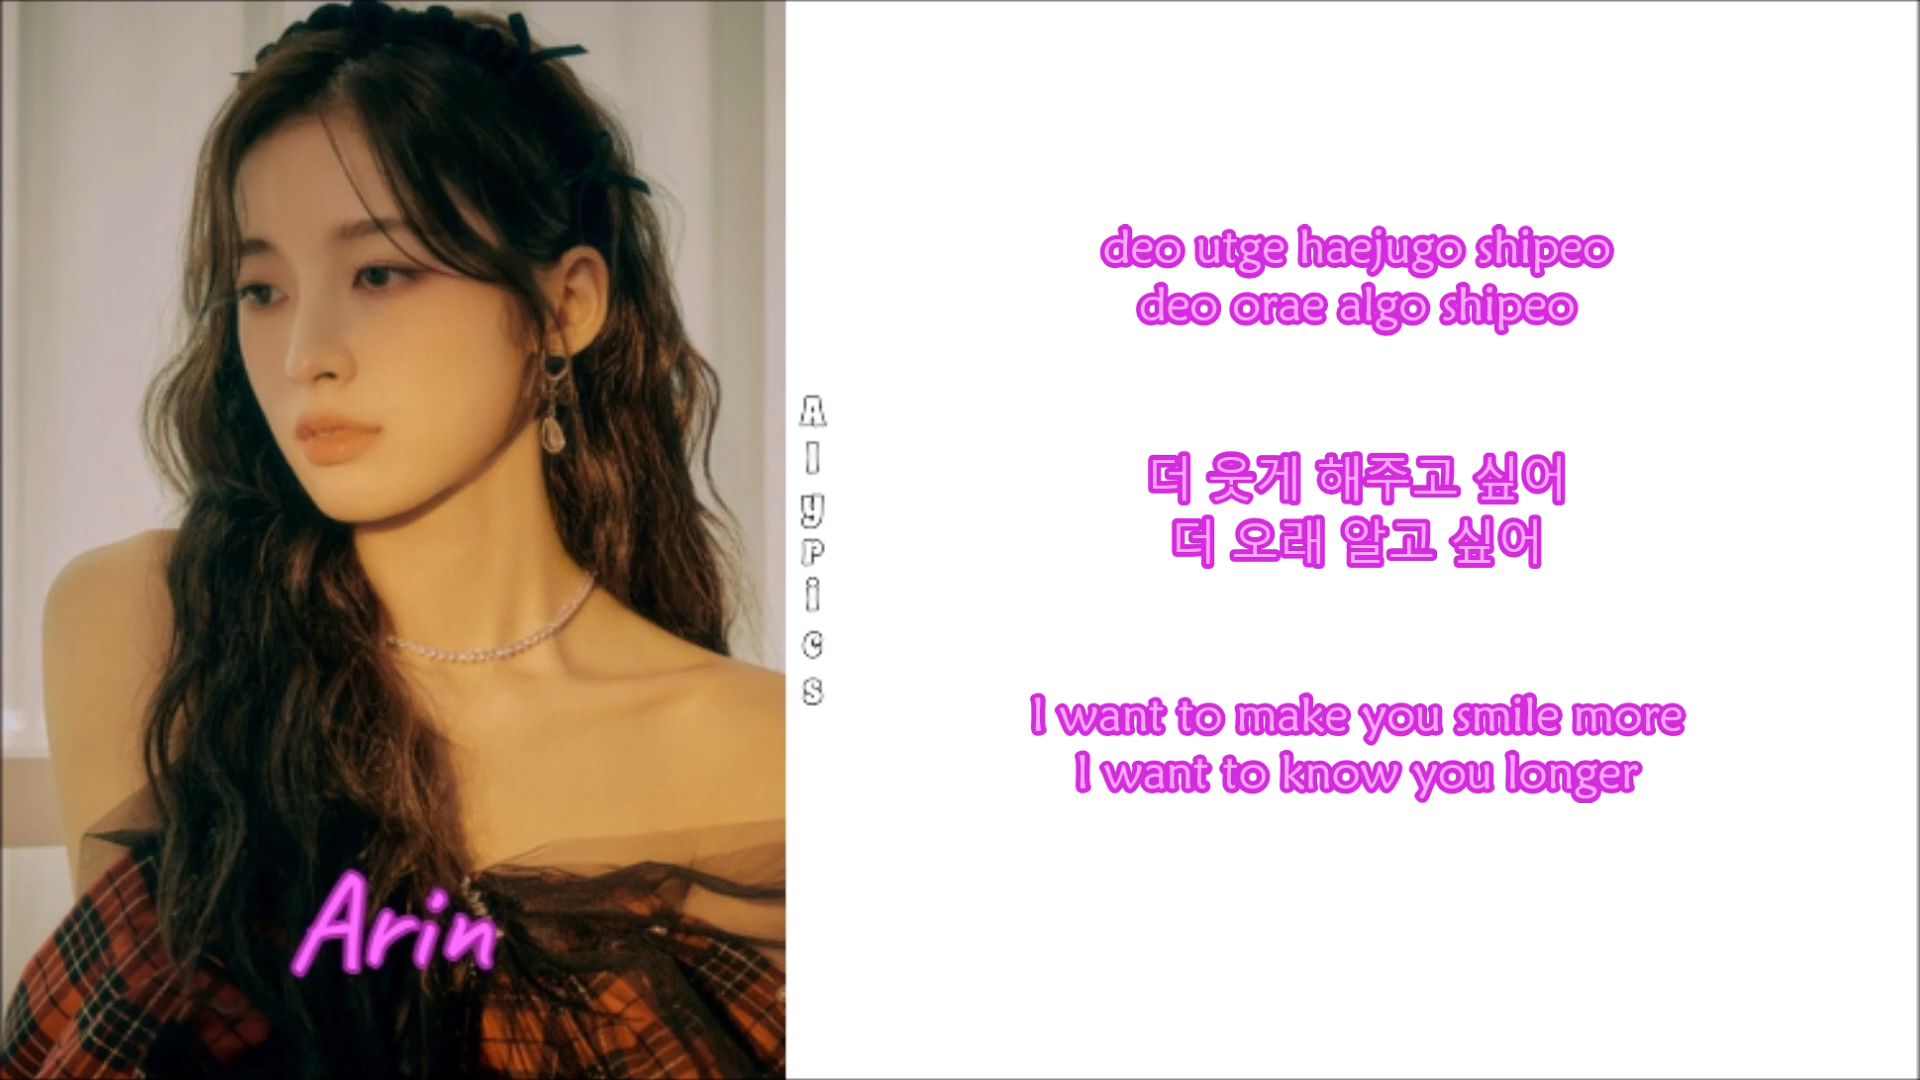 Arin
Alypics
deo utge haejugo shipeo
deo orae algo shipeo
더 웃게 해주고 싶어
더 오래 알고 싶어
I want to make you smile more
I want to know you longer